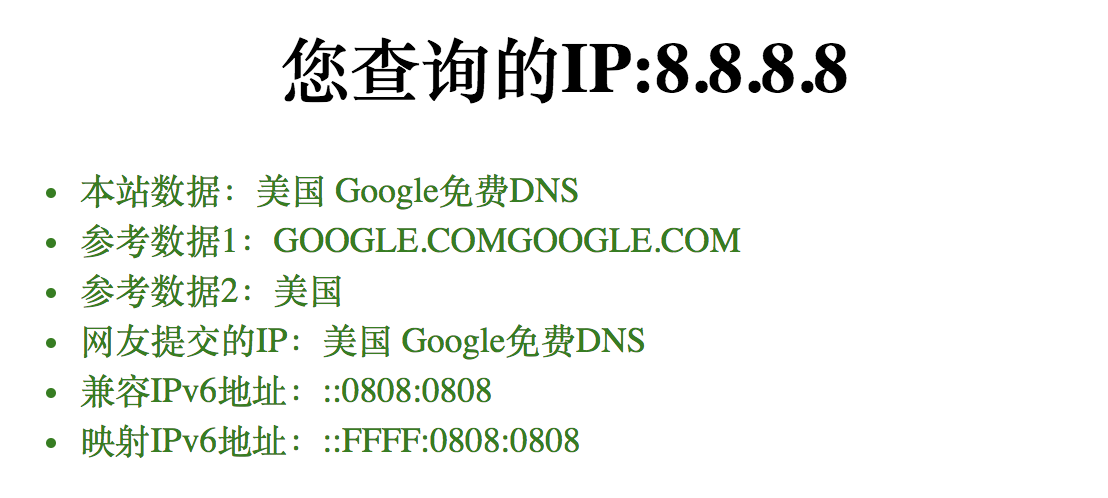 您查询的IP:8.8.8.8
本站数据：美国 Google免费DNS
参考数据1：GOOGLE.COMGOOGLE.COM
参考数据2：美国
网友提交的IP：美国 Google免费DNS
兼容IPv6地址：::0808:0808
映射IPv6地址：::FFFF:0808:0808